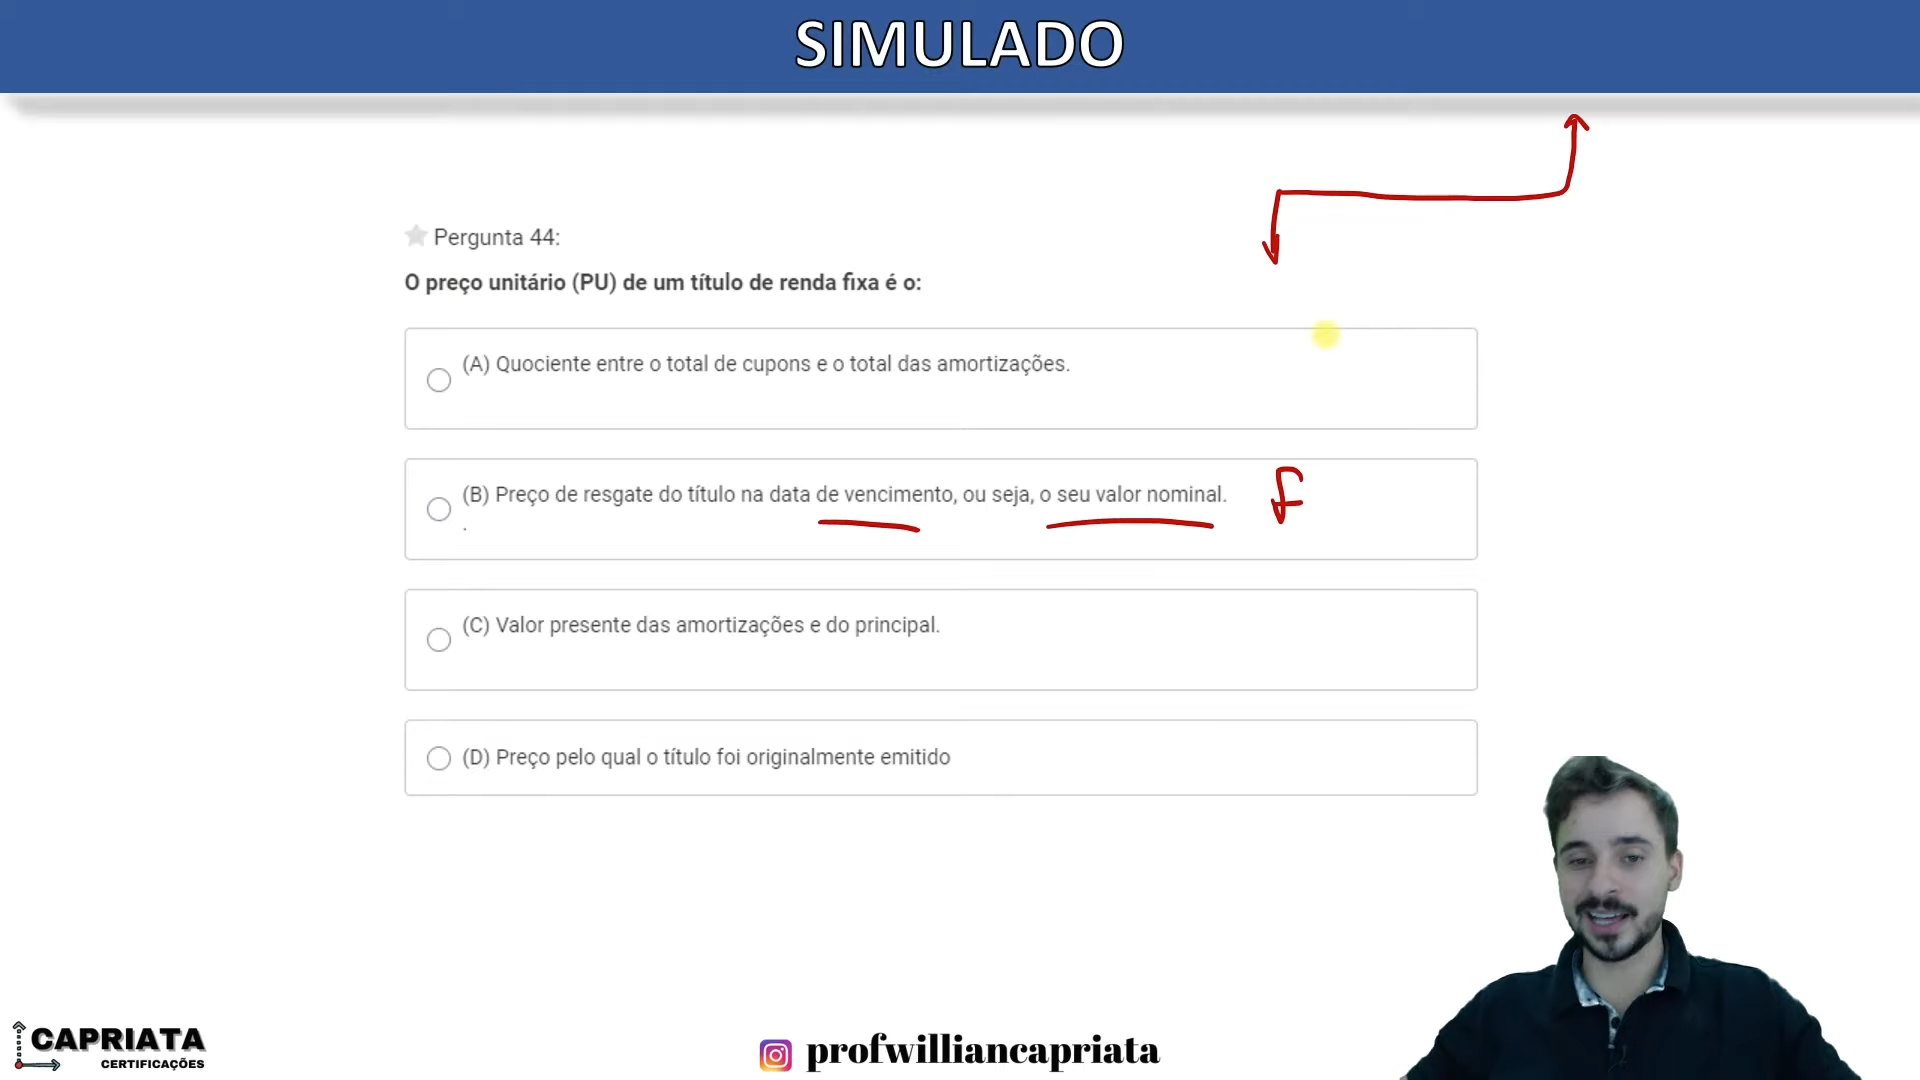 SIMULADO
Pergunta 44:
O preço unitário (PU) de um título de renda fixa é o:
(A) Quociente entre o total de cupons e o total das amortizações.
(B) Preço de resgate do título na data de vencimento, ou seja, o seu valor nominal.
.
F
(C) Valor presente das amortizações e do principal.
(D) Preço pelo qual o título foi originalmente emitido
CAPRIATA
CERTIFICAÇÕES
profwilliancapriata